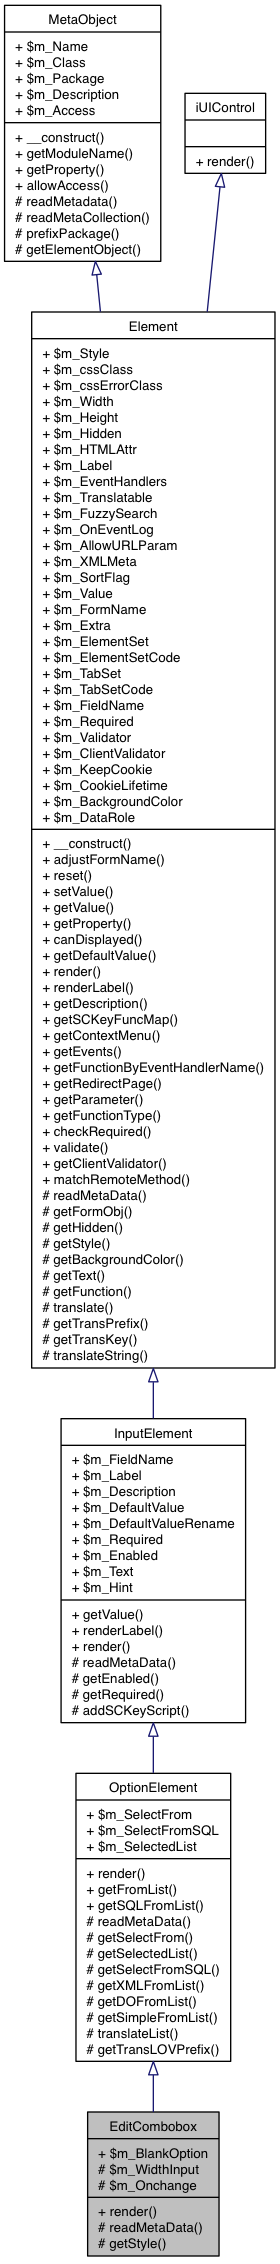 MetaObject
+ $m_Name
+ $m_Class
+ $m_Package
+ $m_Description
+ $m_Access
+ __construct()
+ getModuleName()
+ getProperty()
+ allowAccess()
# readMetadata()
# readMetaCollection()
# prefixPackage()
# getElementObject()
iUIControl
+ render()
Element
+ $m_Style
+ $m_cssClass
+ $m_cssErrorClass
+ $m_Width
+ $m_Height
+ $m_Hidden
+ $m_HTMLAttr
+ $m_Label
+ $m_EventHandlers
+ $m_Translatable
+ $m_FuzzySearch
+ $m_OnEventLog
+ $m_AllowURLParam
+ $m_XMLMeta
+ $m_SortFlag
+ $m_Value
+ $m_FormName
+ $m_Extra
+ $m_ElementSet
+ $m_ElementSetCode
+ $m_TabSet
+ $m_TabSetCode
+ $m_FieldName
+ $m_Required
+ $m_Validator
+ $m_ClientValidator
+ $m_KeepCookie
+ $m_CookieLifetime
+ $m_BackgroundColor
+ $m_DataRole
+ __construct()
+ adjustFormName()
+ reset()
+ setValue()
+ getValue()
+ getProperty()
+ canDisplayed()
+ getDefaultValue()
+ render()
+ renderLabel()
+ getDescription()
+ getSCKeyFuncMap()
+ getContextMenu()
+ getEvents()
+ getFunctionByEventHandlerName()
+ getRedirectPage()
+ getParameter()
+ getFunctionType()
+ checkRequired()
+ validate()
+ getClientValidator()
+ matchRemoteMethod()
# readMetaData()
# getFormObj()
# getHidden()
# getStyle()
# getBackgroundColor()
# getText()
# getFunction()
# translate()
# getTransPrefix()
# getTransKey()
# translateString()
InputElement
+ $m_FieldName
+ $m_Label
+ $m_Description
+ $m_DefaultValue
+ $m_DefaultValueRename
+ $m_Required
+ $m_Enabled
+ $m_Text
+ $m_Hint
+ getValue()
+ renderLabel()
+ render()
# readMetaData()
# getEnabled()
# getRequired()
# addSCKeyScript()
OptionElement
+ $m_SelectFrom
+ $m_SelectFromSQL
+ $m_SelectedList
+ render()
+ getFromList()
+ getSQLFromList()
# readMetaData()
# getSelectFrom()
# getSelectedList()
# getSelectFromSQL()
# getXMLFromList()
# getDOFromList()
# getSimpleFromList()
# translateList()
# getTransLOVPrefix()
EditCombobox
+ $m_BlankOption
# $m_WidthInput
# $m_Onchange
+ render()
# readMetaData()
# getStyle()